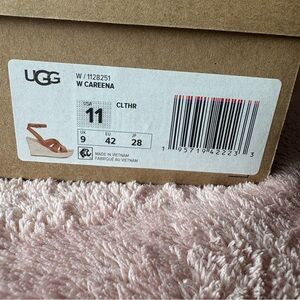 UGG
W / 1128251
W CAREENA
USA
11
CLTHR
UK
9
EU
42
JP
28
MADE IN VIETNAM
FABRIQUÉ AU VIETNAM
1 95719 42223 3